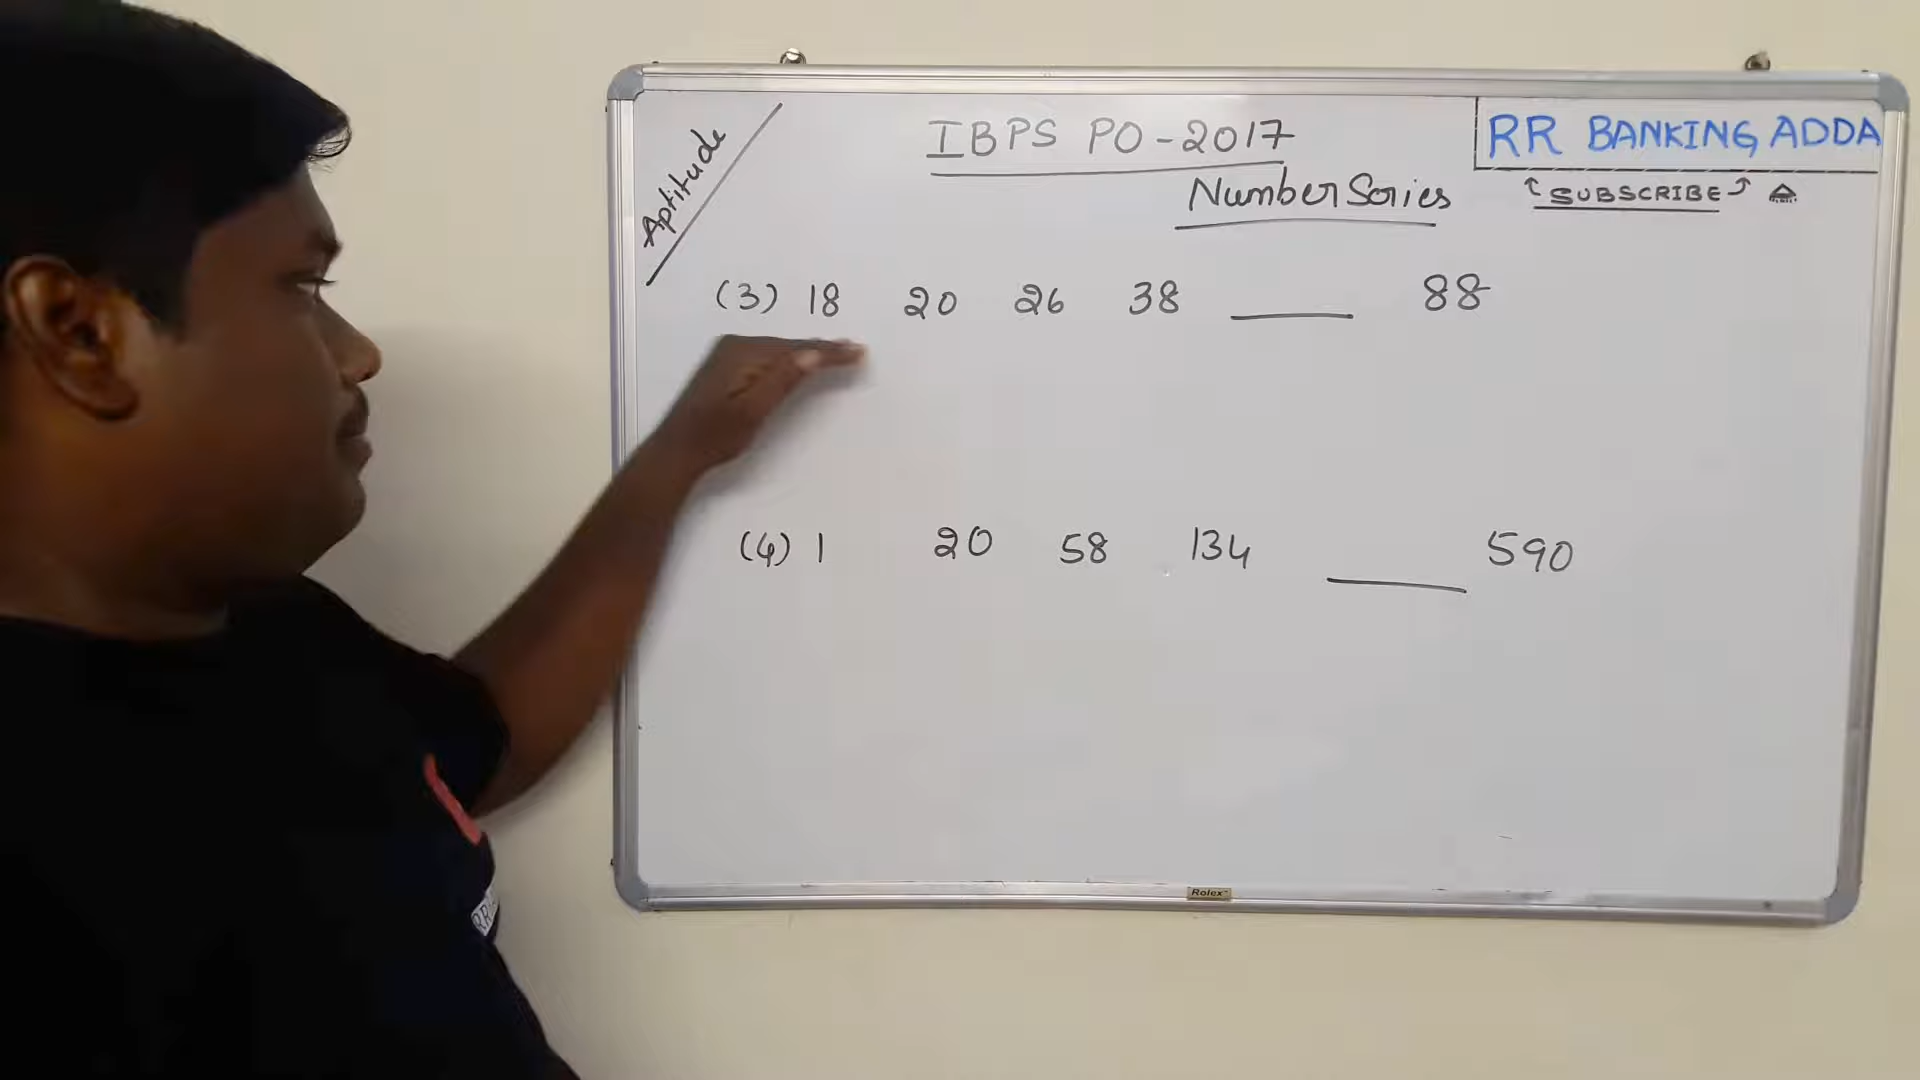 Aptitude
IBPS PO-2017
RR BANKING ADDA
Number Series
SUBSCRIBE
(3) 18 20 26 38 ____ 88
(4) 1 20 58 134 ____ 590
Rolex
RR